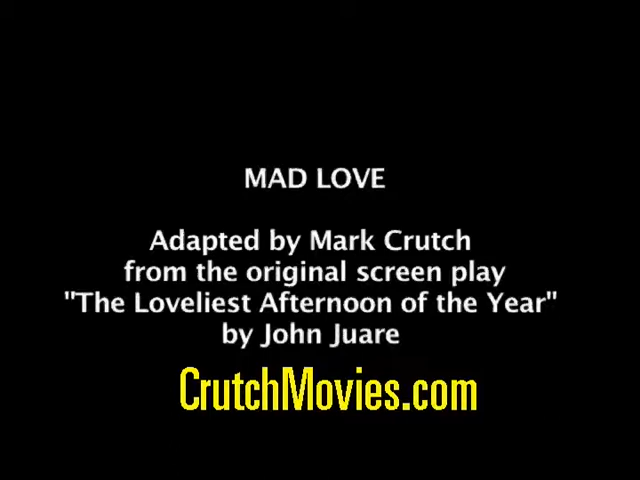 MAD LOVE
Adapted by Mark Crutch
from the original screen play
"The Loveliest Afternoon of the Year"
by John Juare
CrutchMovies.com